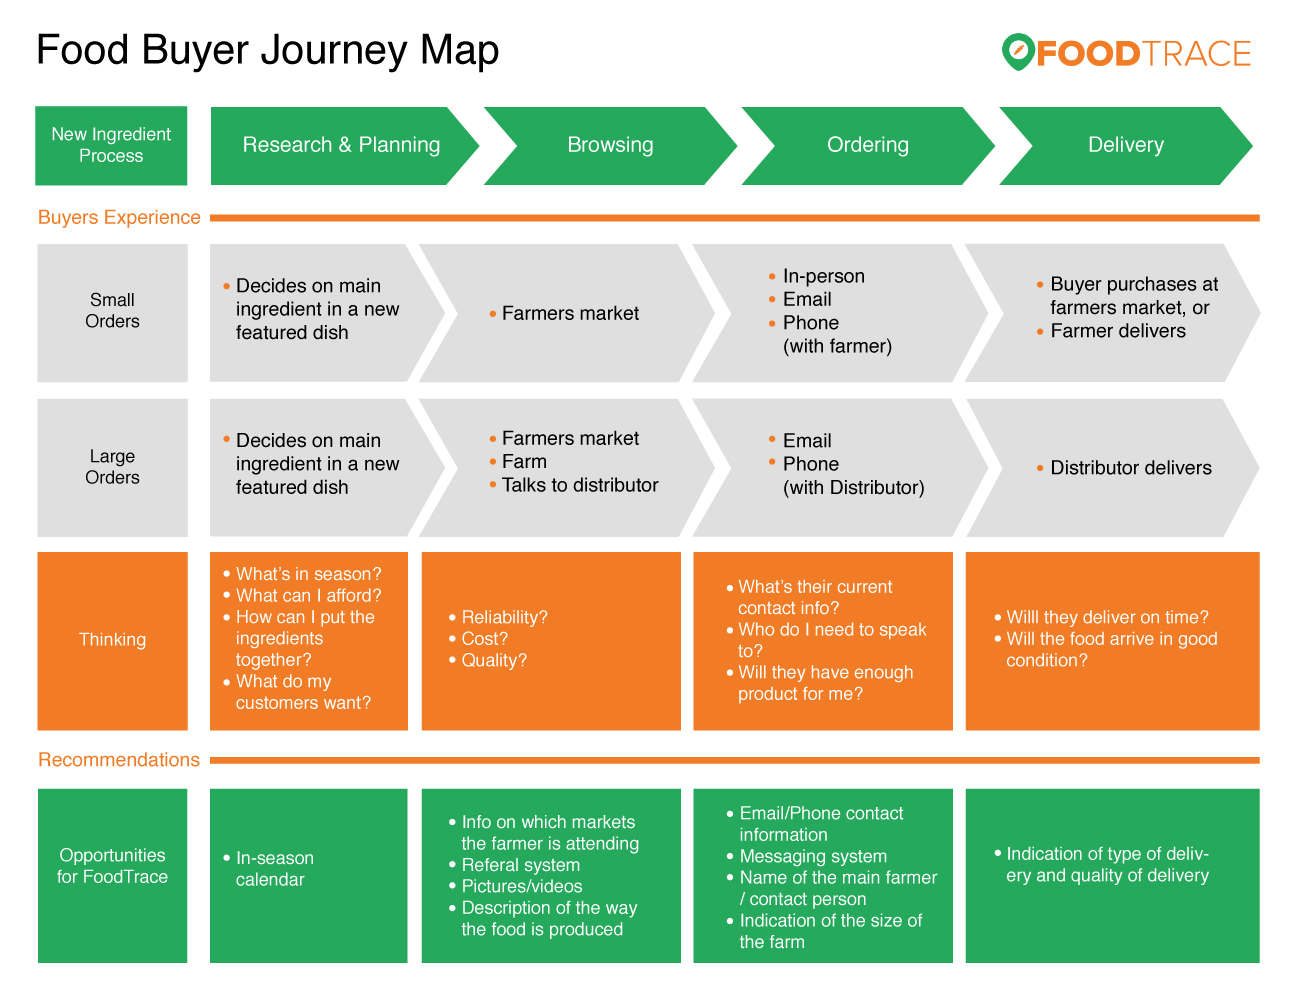 Food Buyer Journey Map
FOODTRACE
New Ingredient
Process
Research & Planning
Browsing
Ordering
Delivery
Buyers Experience
Small
Orders
• Decides on main
ingredient in a new
featured dish
• Farmers market
• In-person
• Email
• Phone
(with farmer)
• Buyer purchases at
farmers market, or
• Farmer delivers
Large
Orders
• Decides on main
ingredient in a new
featured dish
• Farmers market
• Farm
• Talks to distributor
• Email
• Phone
(with Distributor)
• Distributor delivers
Thinking
• What's in season?
• What can I afford?
• How can I put the
ingredients
together?
• What do my
customers want?
• Reliability?
• Cost?
• Quality?
• What's their current
contact info?
• Who do I need to speak
to?
• Will they have enough
product for me?
• Willl they deliver on time?
• Will the food arrive in good
condition?
Recommendations
Opportunities
for FoodTrace
• In-season
calendar
• Info on which markets
the farmer is attending
• Referal system
• Pictures/videos
• Description of the way
the food is produced
• Email/Phone contact
information
• Messaging system
• Name of the main farmer
/ contact person
• Indication of the size of
the farm
• Indication of type of deliv-
ery and quality of delivery